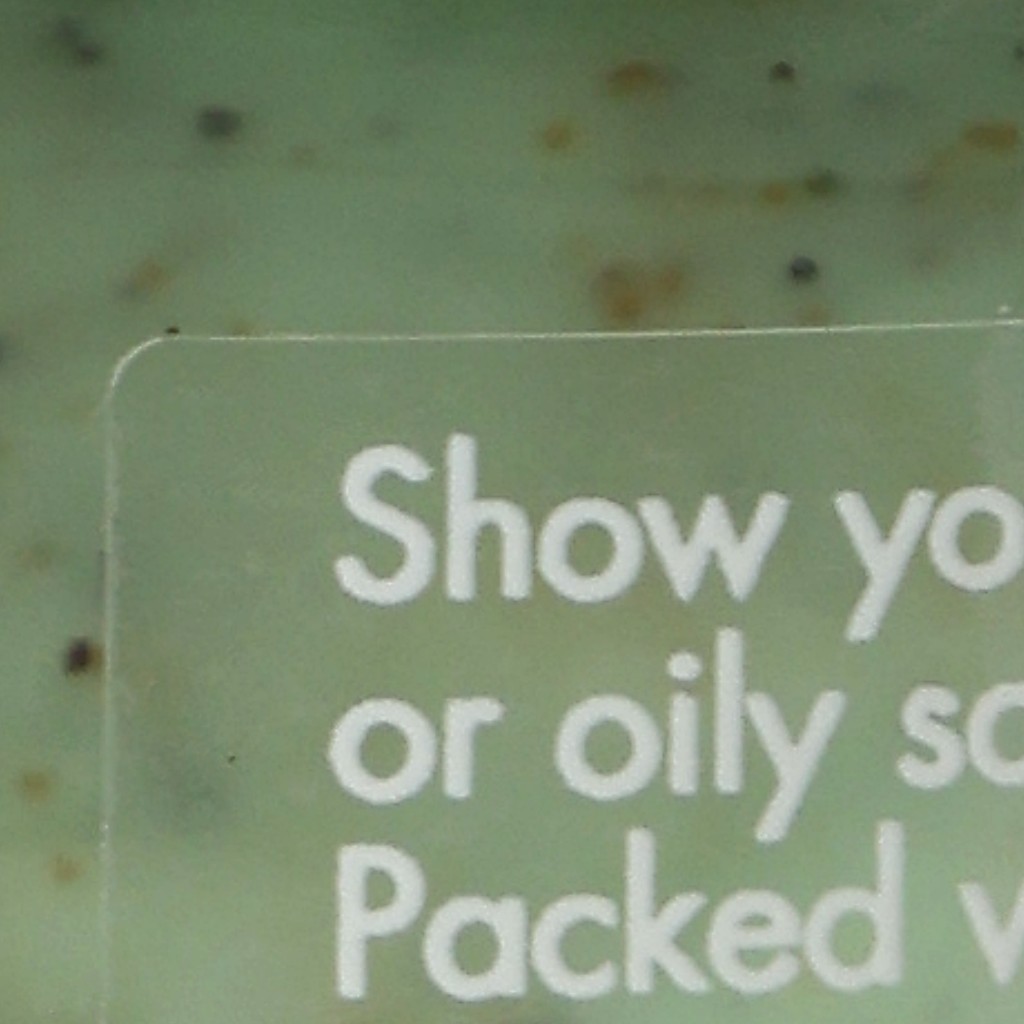 Show yo
or oily sc
Packed